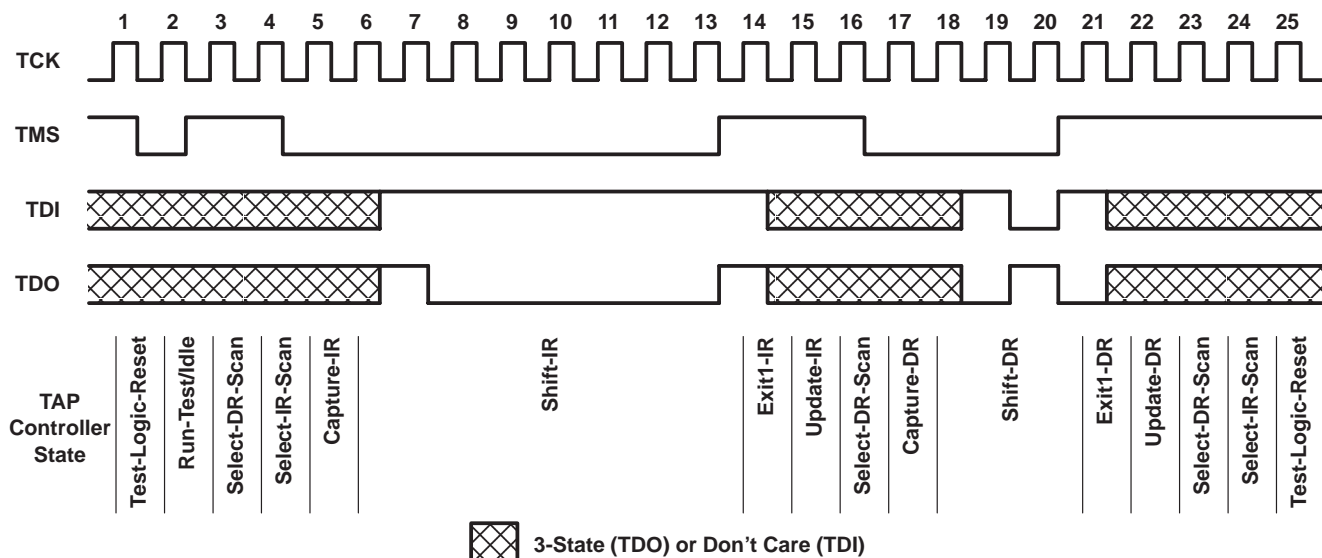 1 2 3 4 5 6 7 8 9 10 11 12 13 14 15 16 17 18 19 20 21 22 23 24 25
TCK
TMS
TDI
TDO
TAP
Controller
State
Test-Logic-Reset
Run-Test/Idle
Select-DR-Scan
Select-IR-Scan
Capture-IR
Shift-IR
Exit1-IR
Update-IR
Select-DR-Scan
Capture-DR
Shift-DR
Exit1-DR
Update-DR
Select-DR-Scan
Select-IR-Scan
Test-Logic-Reset
3-State (TDO) or Don’t Care (TDI)